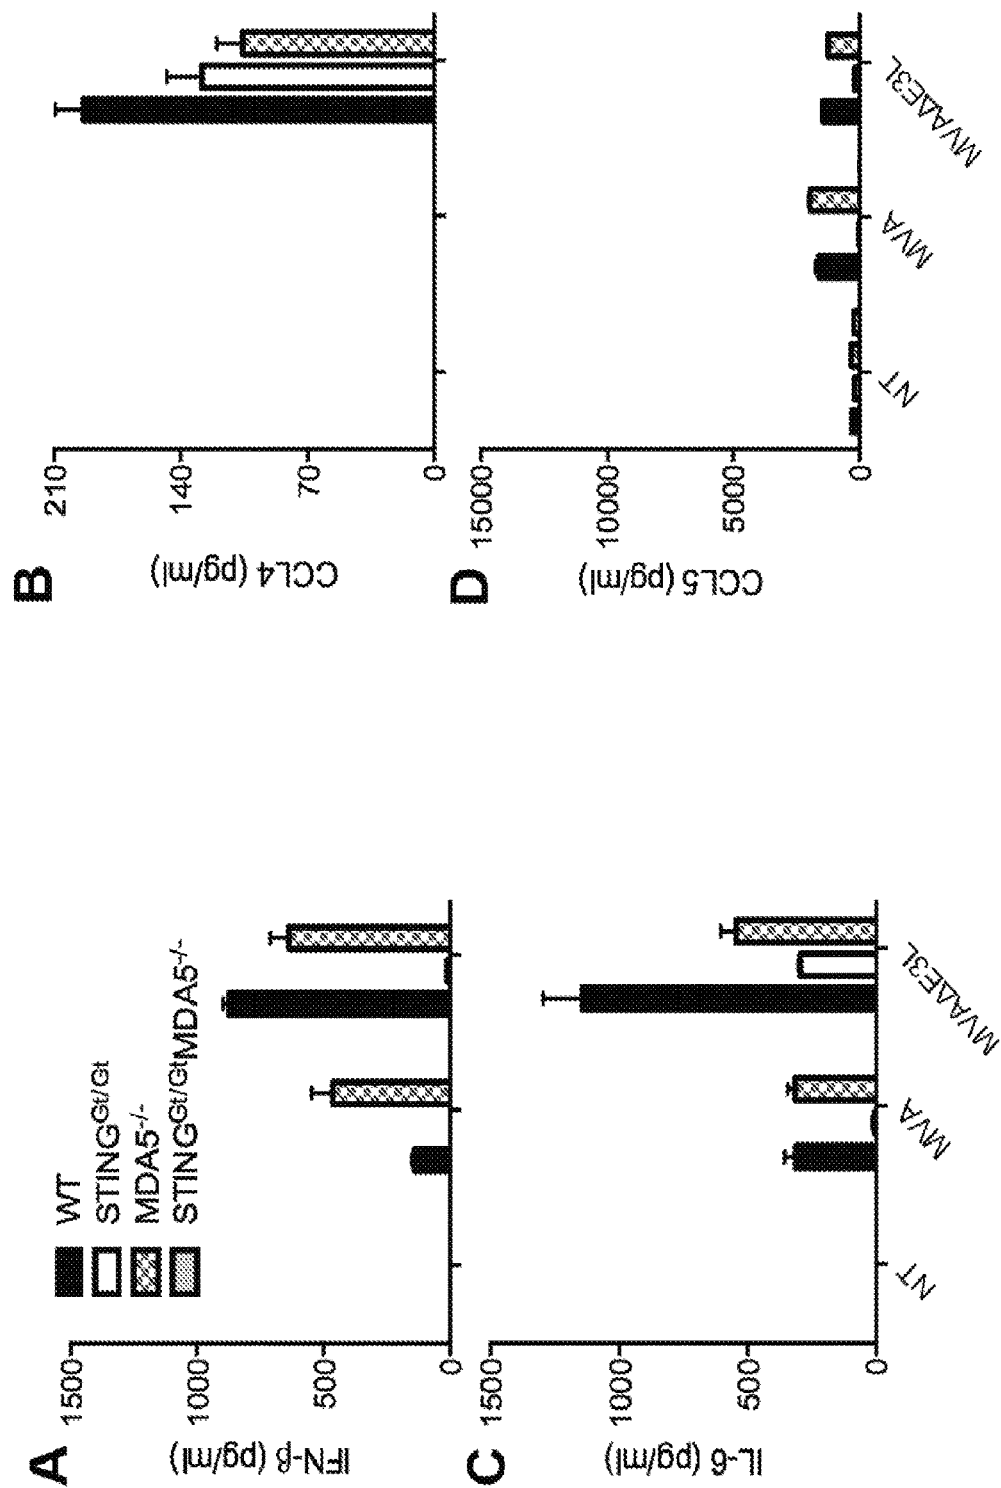 A
IFN-β (pg/ml)
1500
1000
500
0
WT
STING^Gt/Gt
MDA5^-/-
STING^Gt/GtMDA5^-/-
B
CCL4 (pg/ml)
210
140
70
0
C
IL-6 (pg/ml)
1500
1000
500
0
NT
MVA
MVAΔE3L
D
CCL5 (pg/ml)
15000
10000
5000
0
NT
MVA
MVAΔE3L